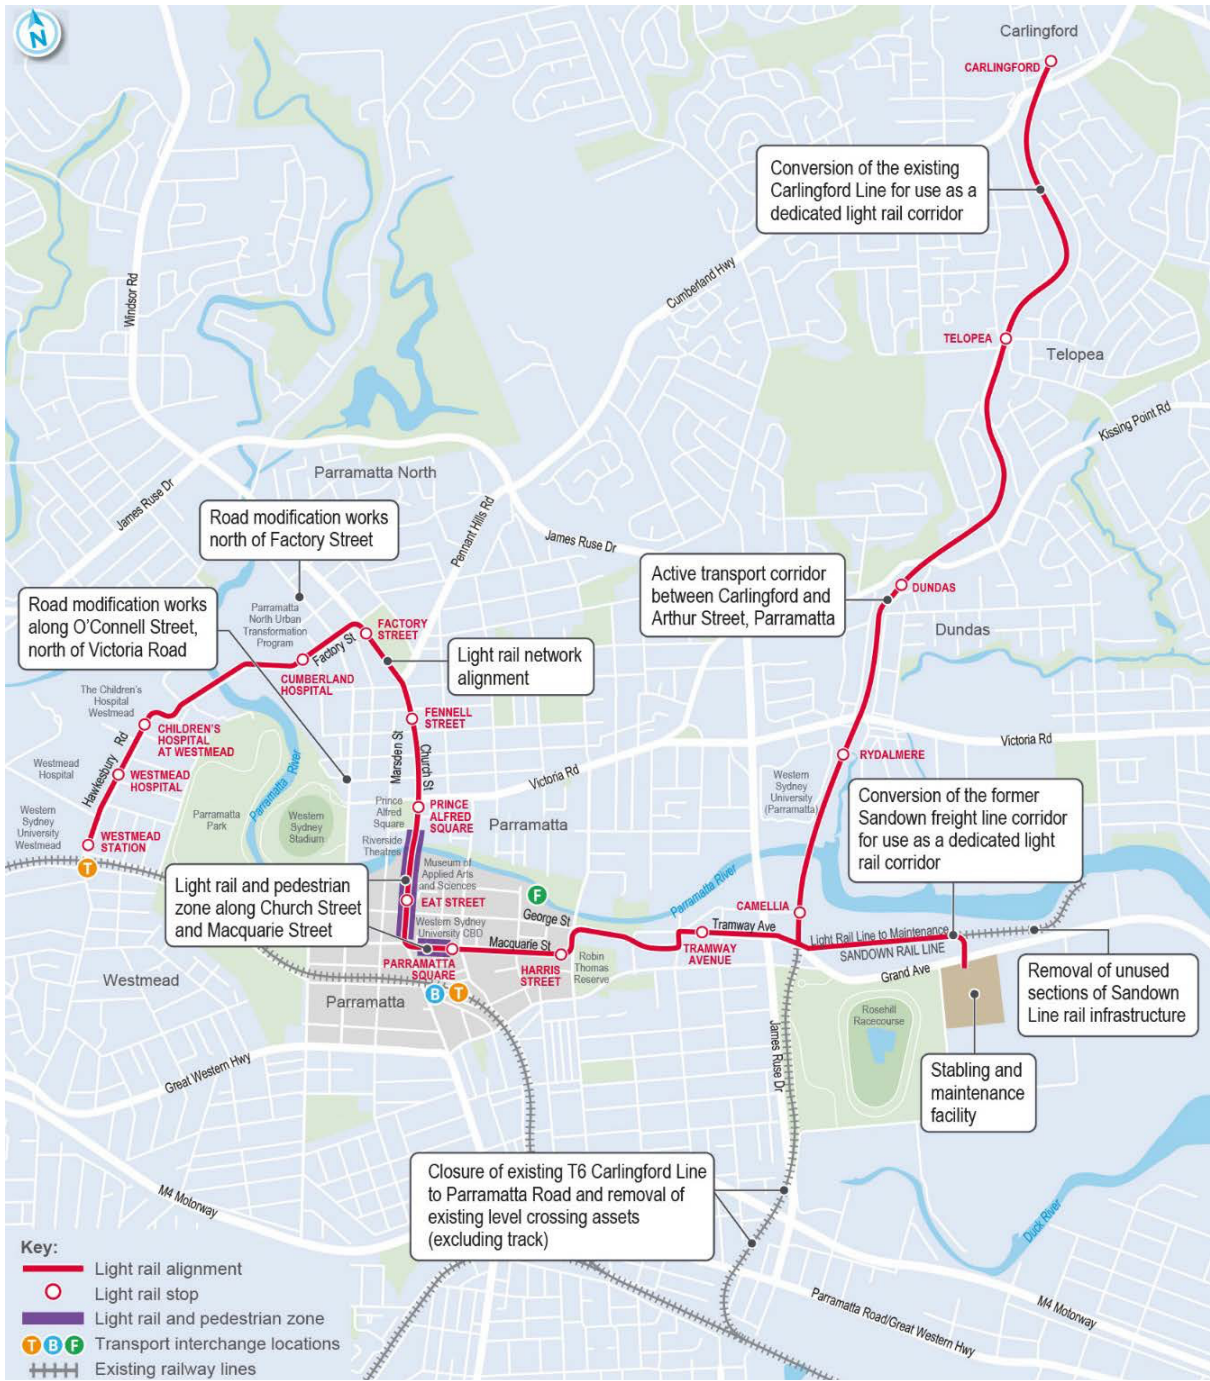 N
Carlingford
CARLINGFORD
Conversion of the existing
Carlingford Line for use as a
dedicated light rail corridor
Windsor Rd
Cumberland Hwy
TELOPEA
Telopea
Kissing Point Rd
Parramatta North
James Ruse Dr
Road modification works
north of Factory Street
Pennant Hills Rd
James Ruse Dr
Active transport corridor
between Carlingford and
Arthur Street, Parramatta
DUNDAS
Dundas
Road modification works
along O'Connell Street,
north of Victoria Road
Parramatta
North Urban
Transformation
Program
FACTORY
STREET
Factory St
Light rail network
alignment
CUMBERLAND
HOSPITAL
The Children's
Hospital
Westmead
CHILDREN'S
HOSPITAL
AT WESTMEAD
FENNELL
STREET
Marsden St
Church St
Victoria Rd
Victoria Rd
RYDALMERE
Westmead
Hospital
Hawkesbury Rd
WESTMEAD
HOSPITAL
Parramatta River
Western
Sydney
University
(Parramatta)
Conversion of the former
Sandown freight line corridor
for use as a dedicated light
rail corridor
Western
Sydney
University
Westmead
WESTMEAD
STATION
T
Parramatta
Park
Western
Sydney
Stadium
Prince
Alfred
Square
PRINCE
ALFRED
SQUARE
Parramatta
Riverside
Theatres
Museum of
Applied Arts
and Sciences
Light rail and pedestrian
zone along Church Street
and Macquarie Street
EAT STREET
F
George St
Parramatta River
CAMELLIA
Western Sydney
University CBD
Macquarie St
Tramway Ave
TRAMWAY
AVENUE
Light Rail Line to Maintenance
SANDOWN RAIL LINE
PARRAMATTA
SQUARE
HARRIS
STREET
Robin
Thomas
Reserve
Grand Ave
Removal of unused
sections of Sandown
Line rail infrastructure
Westmead
Parramatta
B
T
Rosehill
Racecourse
James Ruse Dr
Great Western Hwy
Stabling and
maintenance
facility
Closure of existing T6 Carlingford Line
to Parramatta Road and removal of
existing level crossing assets
(excluding track)
M4 Motorway
Duck River
M4 Motorway
Parramatta Road/Great Western Hwy
Key:
Light rail alignment
Light rail stop
Light rail and pedestrian zone
T B F Transport interchange locations
Existing railway lines